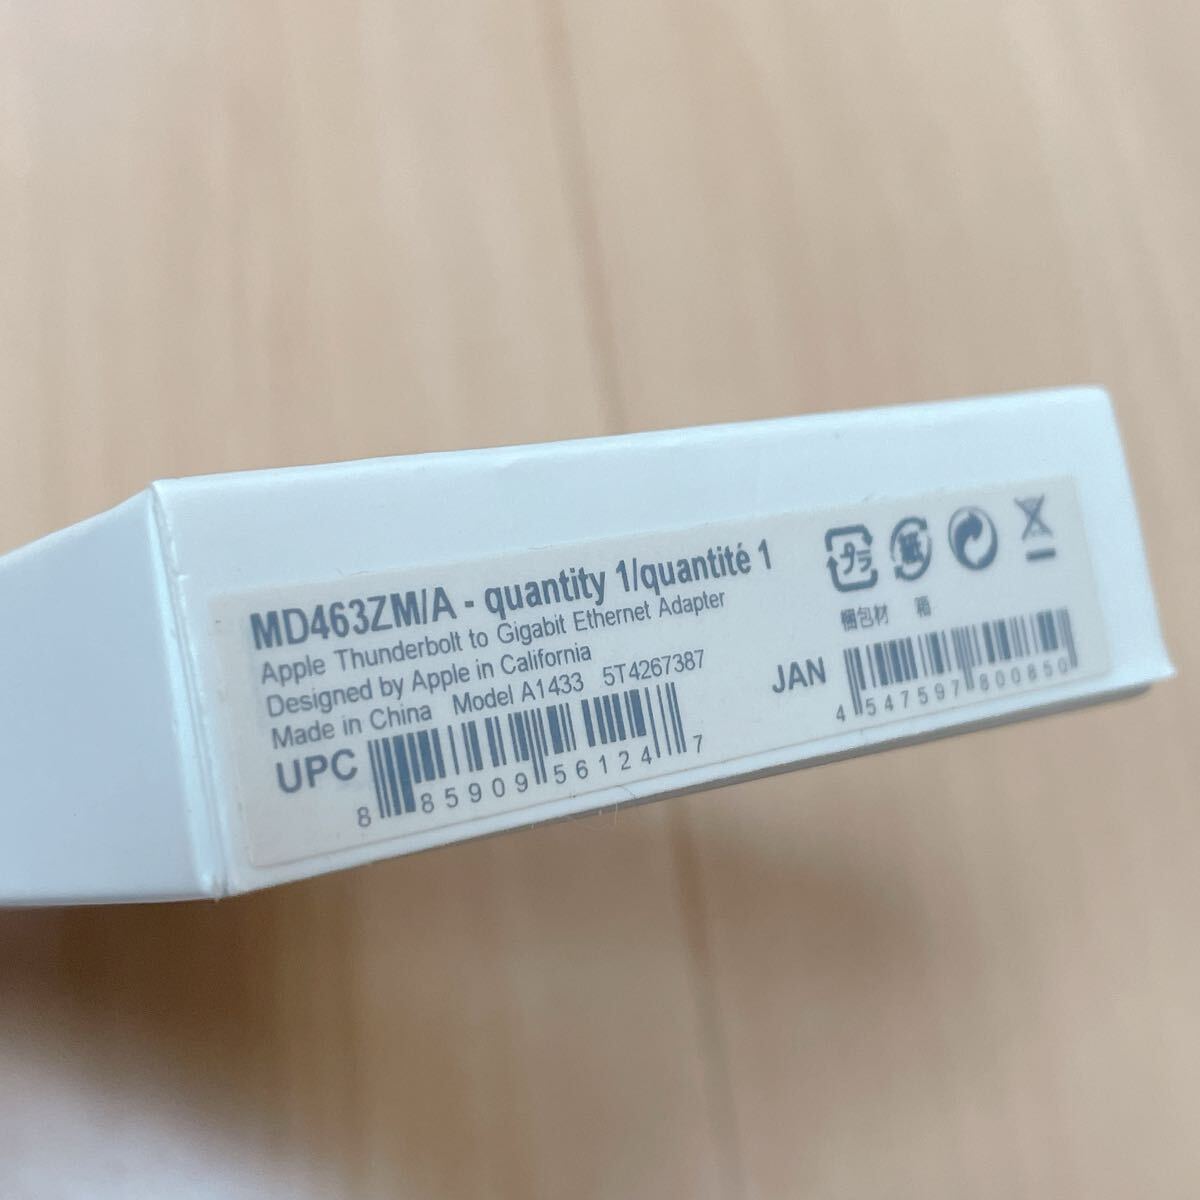 MD463ZM/A - quantity 1/quantité 1
Apple Thunderbolt to Gigabit Ethernet Adapter
Designed by Apple in California
Made in China Model A1433 5T4267387
UPC
8 85909 56124 7
プラ 紙
梱包材 箱
JAN
4 547597 800850